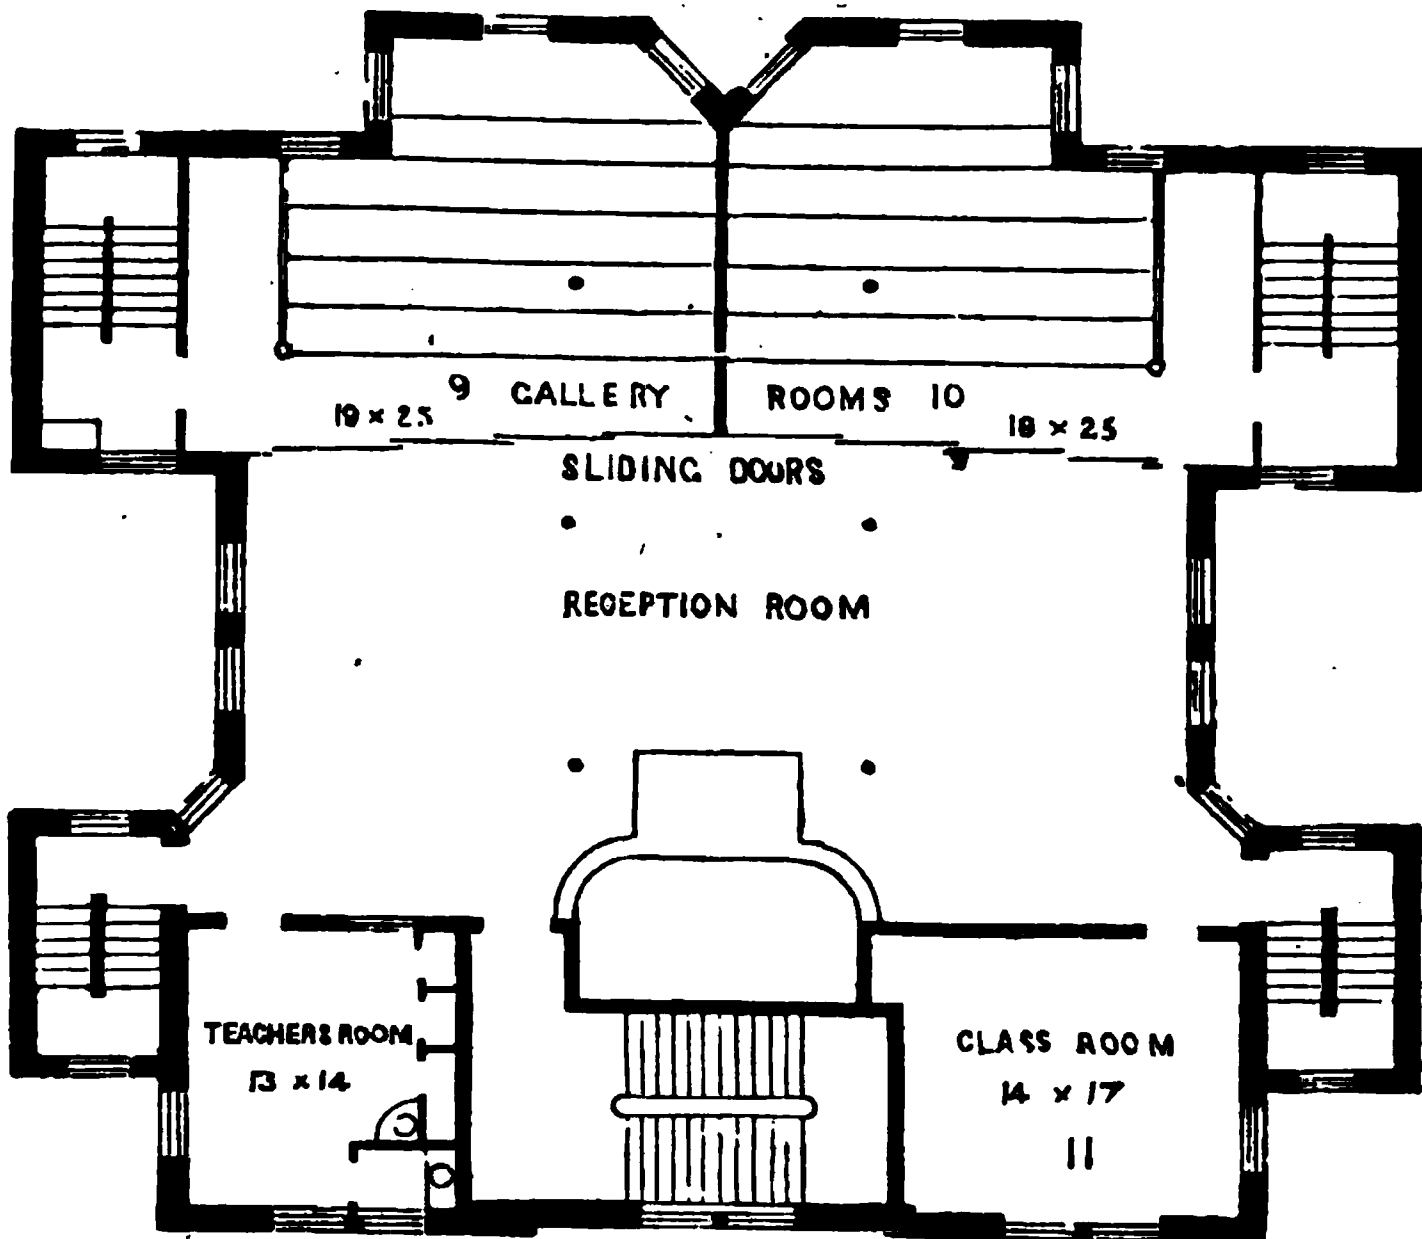 9 GALLERY ROOMS 10
19 × 25 18 × 25
SLIDING DOORS
RECEPTION ROOM
TEACHERS ROOM
13 × 14
CLASS ROOM
14 × 17
11